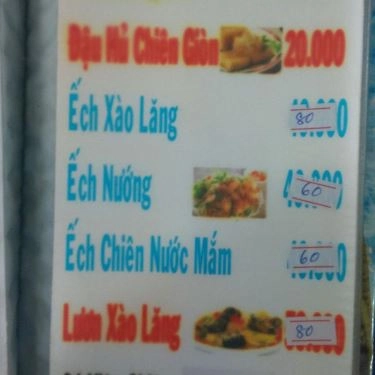 Đậu Hủ Chiên Giòn 20.000
Ếch Xào Lăng 80
Ếch Nướng 60
Ếch Chiên Nước Mắm 60
Lươn Xào Lăng 80